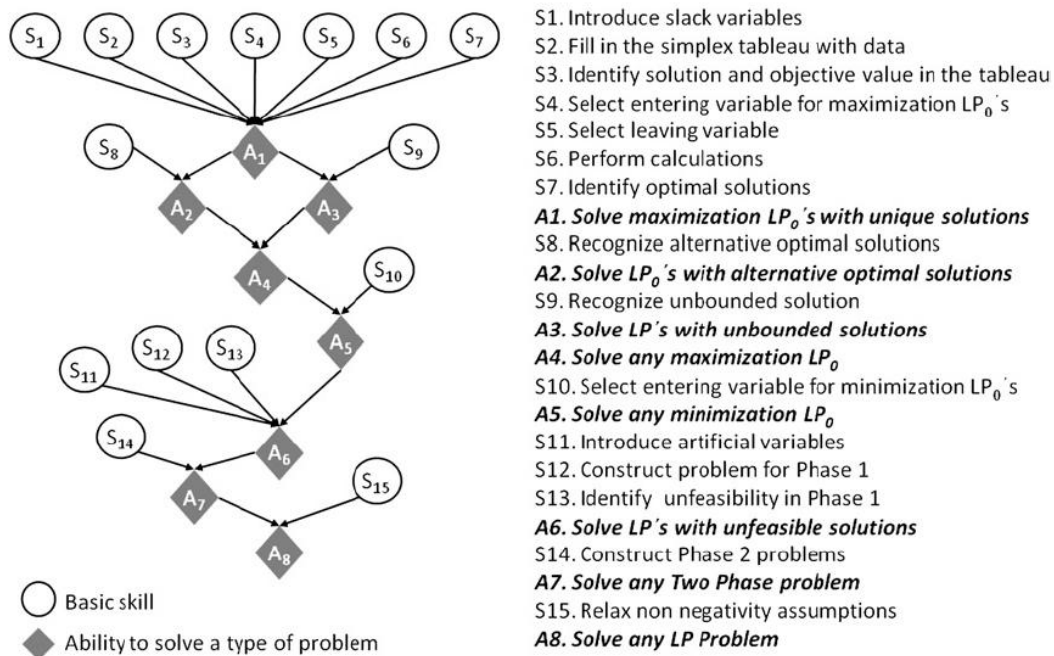 S1 S2 S3 S4 S5 S6 S7
S8 A1 S9
A2 A3
A4 S10
A5
S11 S12 S13
S14 A6
A7 S15
A8
Basic skill
Ability to solve a type of problem
S1. Introduce slack variables
S2. Fill in the simplex tableau with data
S3. Identify solution and objective value in the tableau
S4. Select entering variable for maximization LP0´s
S5. Select leaving variable
S6. Perform calculations
S7. Identify optimal solutions
A1. Solve maximization LP0´s with unique solutions
S8. Recognize alternative optimal solutions
A2. Solve LP0´s with alternative optimal solutions
S9. Recognize unbounded solution
A3. Solve LP´s with unbounded solutions
A4. Solve any maximization LP0
S10. Select entering variable for minimization LP0´s
A5. Solve any minimization LP0
S11. Introduce artificial variables
S12. Construct problem for Phase 1
S13. Identify unfeasibility in Phase 1
A6. Solve LP´s with unfeasible solutions
S14. Construct Phase 2 problems
A7. Solve any Two Phase problem
S15. Relax non negativity assumptions
A8. Solve any LP Problem